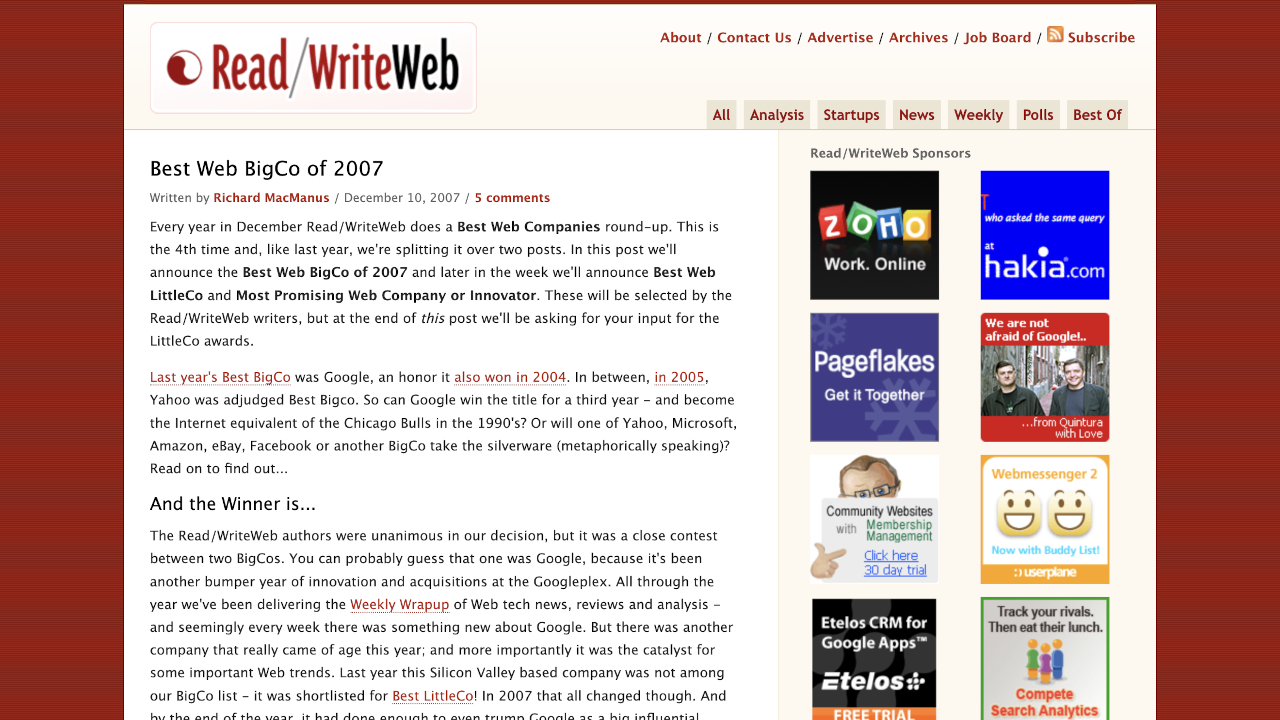 Read/WriteWeb
About / Contact Us / Advertise / Archives / Job Board / Subscribe
All Analysis Startups News Weekly Polls Best Of
Best Web BigCo of 2007
Written by Richard MacManus / December 10, 2007 / 5 comments
Every year in December Read/WriteWeb does a Best Web Companies round-up. This is
the 4th time and, like last year, we're splitting it over two posts. In this post we'll
announce the Best Web BigCo of 2007 and later in the week we'll announce Best Web
LittleCo and Most Promising Web Company or Innovator. These will be selected by the
Read/WriteWeb writers, but at the end of this post we'll be asking for your input for the
LittleCo awards.
Last year's Best BigCo was Google, an honor it also won in 2004. In between, in 2005,
Yahoo was adjudged Best Bigco. So can Google win the title for a third year – and become
the Internet equivalent of the Chicago Bulls in the 1990's? Or will one of Yahoo, Microsoft,
Amazon, eBay, Facebook or another BigCo take the silverware (metaphorically speaking)?
Read on to find out...
And the Winner is...
The Read/WriteWeb authors were unanimous in our decision, but it was a close contest
between two BigCos. You can probably guess that one was Google, because it's been
another bumper year of innovation and acquisitions at the Googleplex. All through the
year we've been delivering the Weekly Wrapup of Web tech news, reviews and analysis –
and seemingly every week there was something new about Google. But there was another
company that really came of age this year; and more importantly it was the catalyst for
some important Web trends. Last year this Silicon Valley based company was not among
our BigCo list – it was shortlisted for Best LittleCo! In 2007 that all changed though. And
by the end of the year, it had done enough to even trump Google as a big influential
Read/WriteWeb Sponsors
ZOHO
Work. Online
T
who asked the same query
at
hakia.com
Pageflakes
Get it Together
We are not
afraid of Google!..
...from Quintura
with Love
Community Websites
with Membership
Management
Click here
30 day trial
Webmessenger 2
Now with Buddy List!
userplane
Etelos CRM for
Google Apps™
Etelos
FREE TRIAL
Track your rivals.
Then eat their lunch.
Compete
Search Analytics